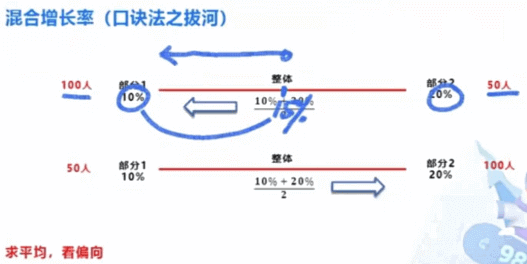 混合增长率（口诀法之拔河）
100人 部分1 整体 部分2 50人
10% 10% + 20% 20%
15%
50人 部分1 整体 部分2 100人
10% 10% + 20% 20%
2
求平均，看偏向
98